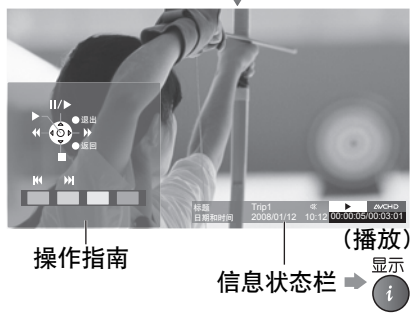 退出
返回
标题 Trip1 AVCHD
日期和时间 2008/01/12 10:12 00:00:05/00:03:01
(播放)
操作指南
显示
信息状态栏
i